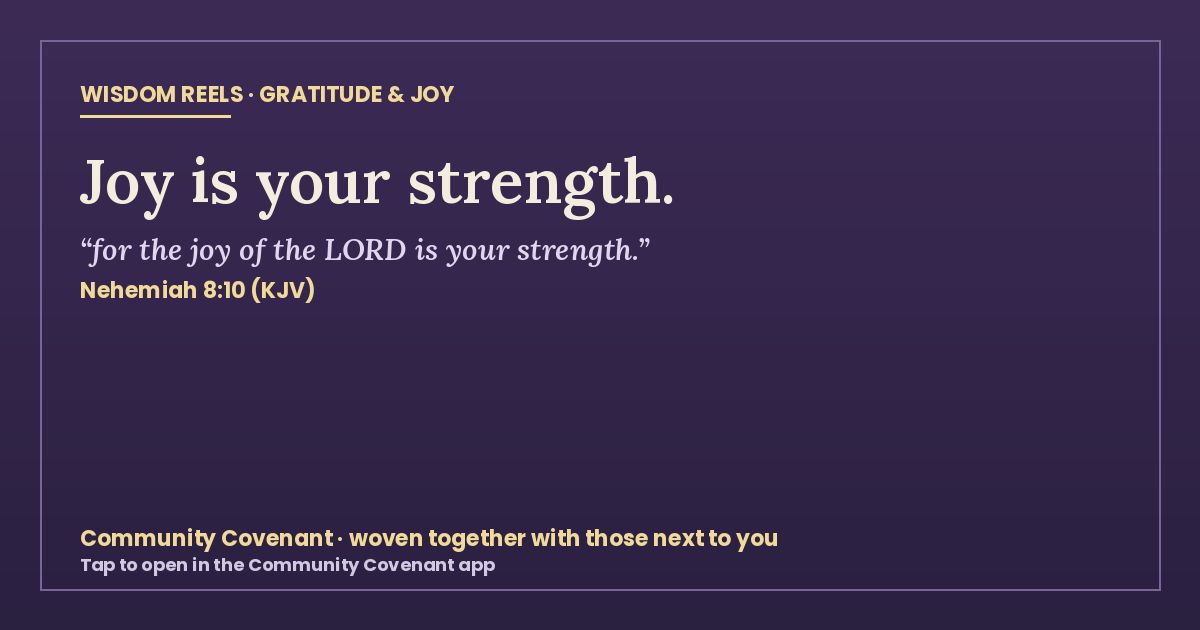 WISDOM REELS · GRATITUDE & JOY
Joy is your strength.
“for the joy of the LORD is your strength.”
Nehemiah 8:10 (KJV)
Community Covenant · woven together with those next to you
Tap to open in the Community Covenant app